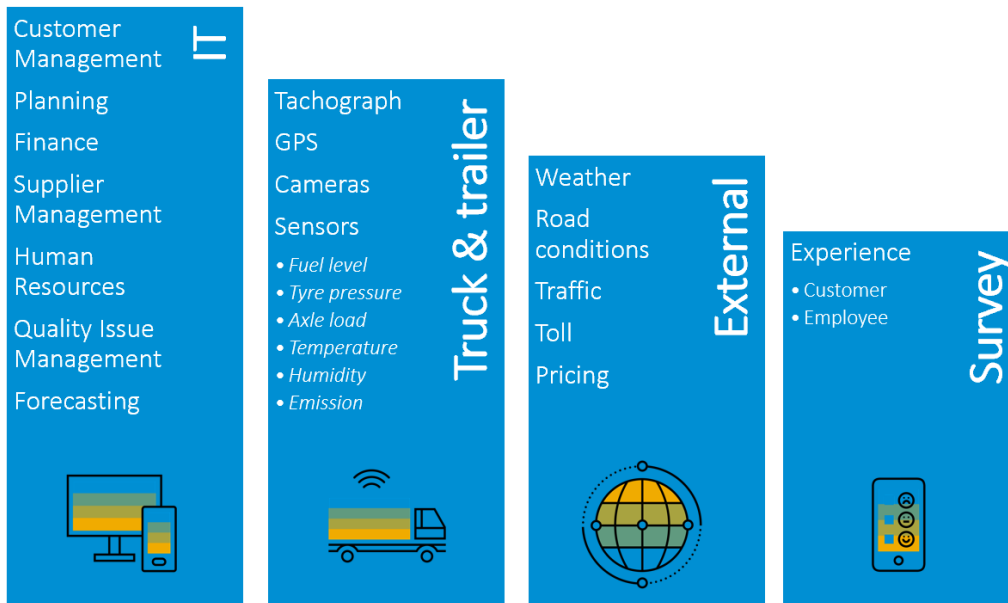 IT
Customer
Management
Planning
Finance
Supplier
Management
Human
Resources
Quality Issue
Management
Forecasting
Truck & trailer
Tachograph
GPS
Cameras
Sensors
• Fuel level
• Tyre pressure
• Axle load
• Temperature
• Humidity
• Emission
External
Weather
Road
conditions
Traffic
Toll
Pricing
Survey
Experience
• Customer
• Employee